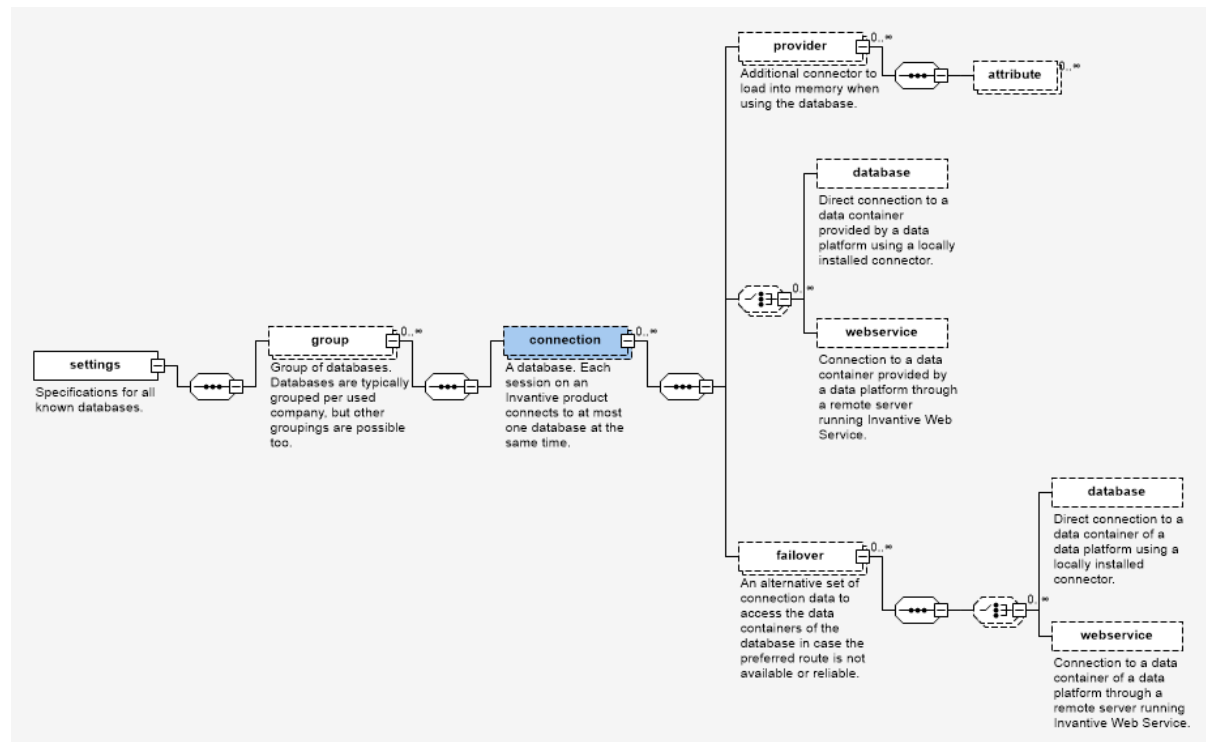 settings
Specifications for all
known databases.
group
0..∞
Group of databases.
Databases are typically
grouped per used
company, but other
groupings are possible
too.
connection
0..∞
A database. Each
session on an
Invantive product
connects to at most
one database at the
same time.
provider
0..∞
Additional connector to
load into memory when
using the database.
attribute
0..∞
0..∞
database
Direct connection to a
data container
provided by a data
platform using a locally
installed connector.
webservice
Connection to a data
container provided by
a data platform through
a remote server
running Invantive Web
Service.
failover
0..∞
An alternative set of
connection data to
access the data
containers of the
database in case the
preferred route is not
available or reliable.
0..∞
database
Direct connection to a
data container of a
data platform using a
locally installed
connector.
webservice
Connection to a data
container of a data
platform through a
remote server running
Invantive Web Service.